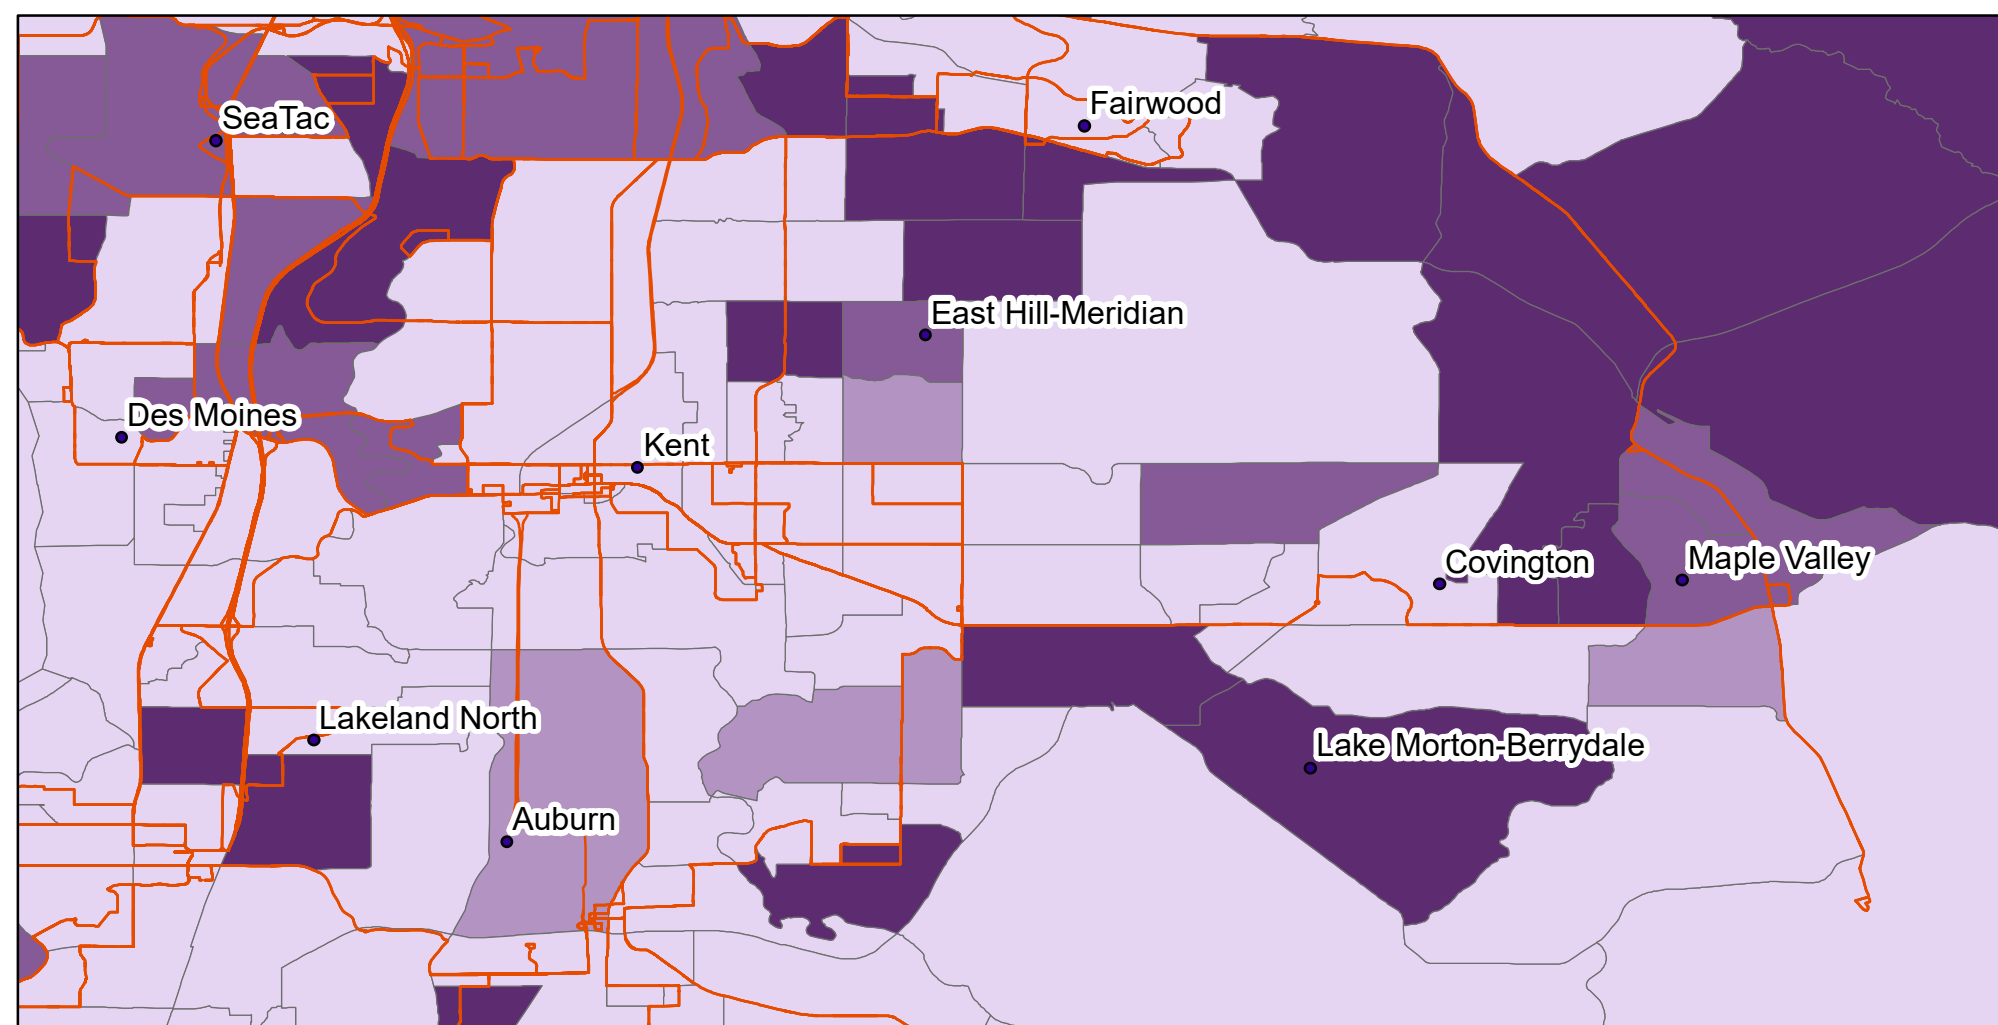 Fairwood
SeaTac
East Hill-Meridian
Des Moines
Kent
Covington
Maple Valley
Lakeland North
Lake Morton-Berrydale
Auburn